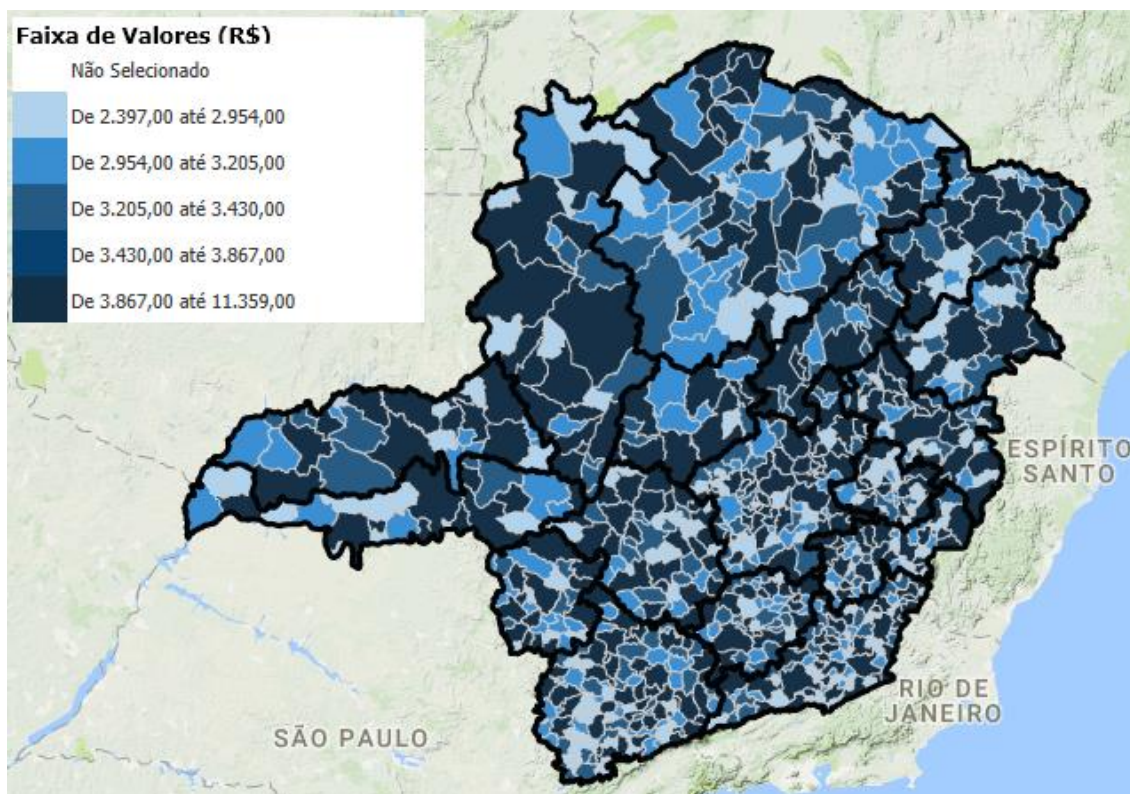 Faixa de Valores (R$)
Não Selecionado
De 2.397,00 até 2.954,00
De 2.954,00 até 3.205,00
De 3.205,00 até 3.430,00
De 3.430,00 até 3.867,00
De 3.867,00 até 11.359,00
ESPÍRITO
SANTO
RIO DE
JANEIRO
SÃO PAULO